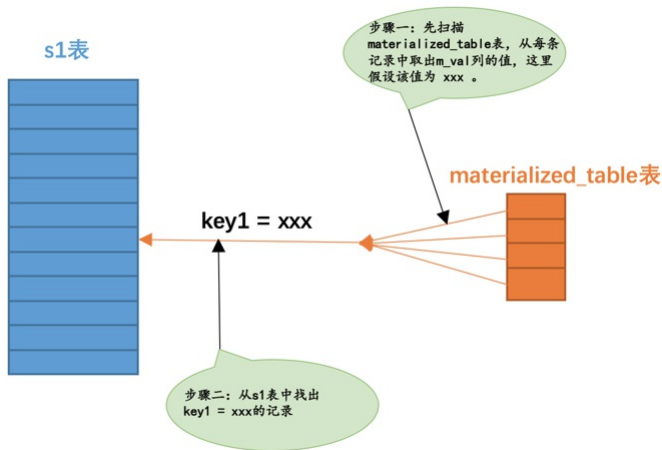 步骤一：先扫描
materialized_table表，从每条
记录中取出m_val列的值，这里
假设该值为 xxx 。
s1表
materialized_table表
key1 = xxx
步骤二：从s1表中找出
key1 = xxx的记录